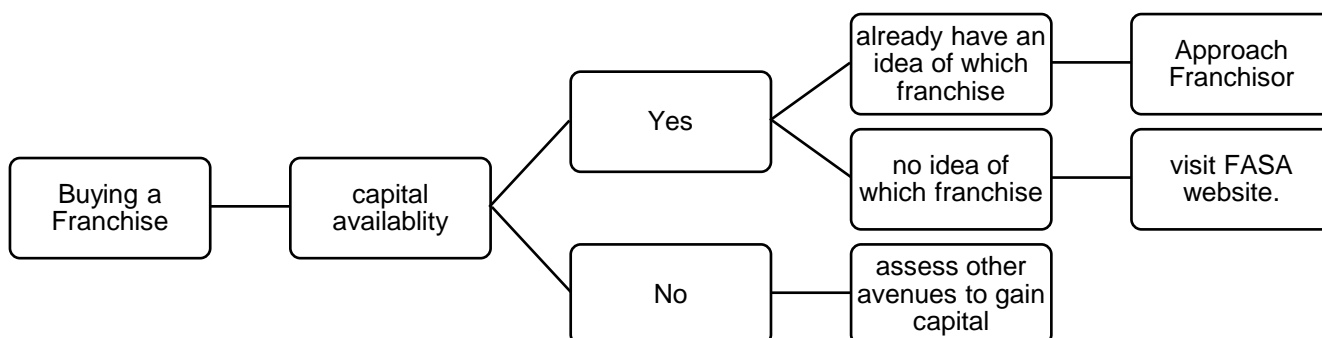 Buying a
Franchise
capital
availablity
Yes
already have an
idea of which
franchise
Approach
Franchisor
no idea of
which franchise
visit FASA
website.
No
assess other
avenues to gain
capital